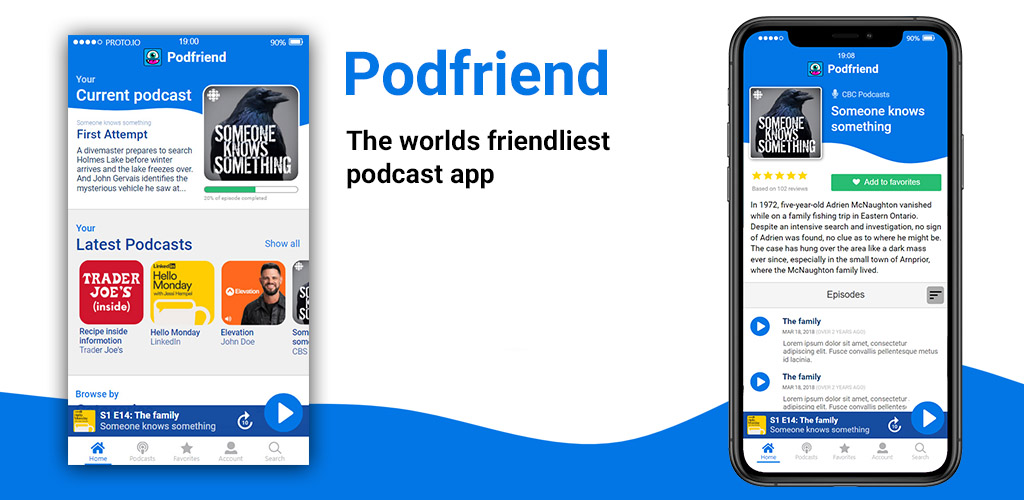 PROTO.IO
19:00
90%
Podfriend
Your
Current podcast
Someone knows something
First Attempt
A divemaster prepares to search
Holmes Lake before winter
arrives and the lake freezes over.
And John Gervais identifies the
mysterious vehicle he saw at...
SOMEONE
KNOWS
SOMETHING
20% of episode completed
Your
Latest Podcasts
Show all
TRADER
JOE'S
(inside)
Recipe inside
informotion
Trader Joe's
LinkedIn
Hello
Monday
with Jessi Hempel
Hello Monday
LinkedIn
Elevation
Elevation
John Doe
SOM
KN
SOM
Som
som
CBS
Browse by
S1 E14: The family
Someone knows something
10
Home
Podcasts
Favorites
Account
Search
Podfriend
The worlds friendliest
podcast app
90%
19:08
Podfriend
SOMEONE
KNOWS
SOMETHING
CBC Podcasts
Someone knows
something
Based on 102 reviews
Add to favorites
In 1972, five-year-old Adrien McNaughton vanished
while on a family fishing trip in Eastern Ontario.
Despite an intensive search and investigation, no sign
of Adrien was found, no clue as to where he might be.
The case has hung over the area like a dark mass
ever since, especially in the small town of Arnprior,
where the McNaughton family lived.
Episodes
The family
MAR 18, 2018 (OVER 2 YEARS AGO)
Lorem ipsum dolor sit amet, consectetur
adipiscing elit. Fusce convallis pellentesque metus
id lacinia.
The family
MAR 18, 2018 (OVER 2 YEARS AGO)
Lorem ipsum dolor sit amet, consectetur
adipiscing elit. Fusce convallis pellentesque metus
S1 E14: The family
Someone knows something
10
Home
Podcasts
Favorites
Account
Search